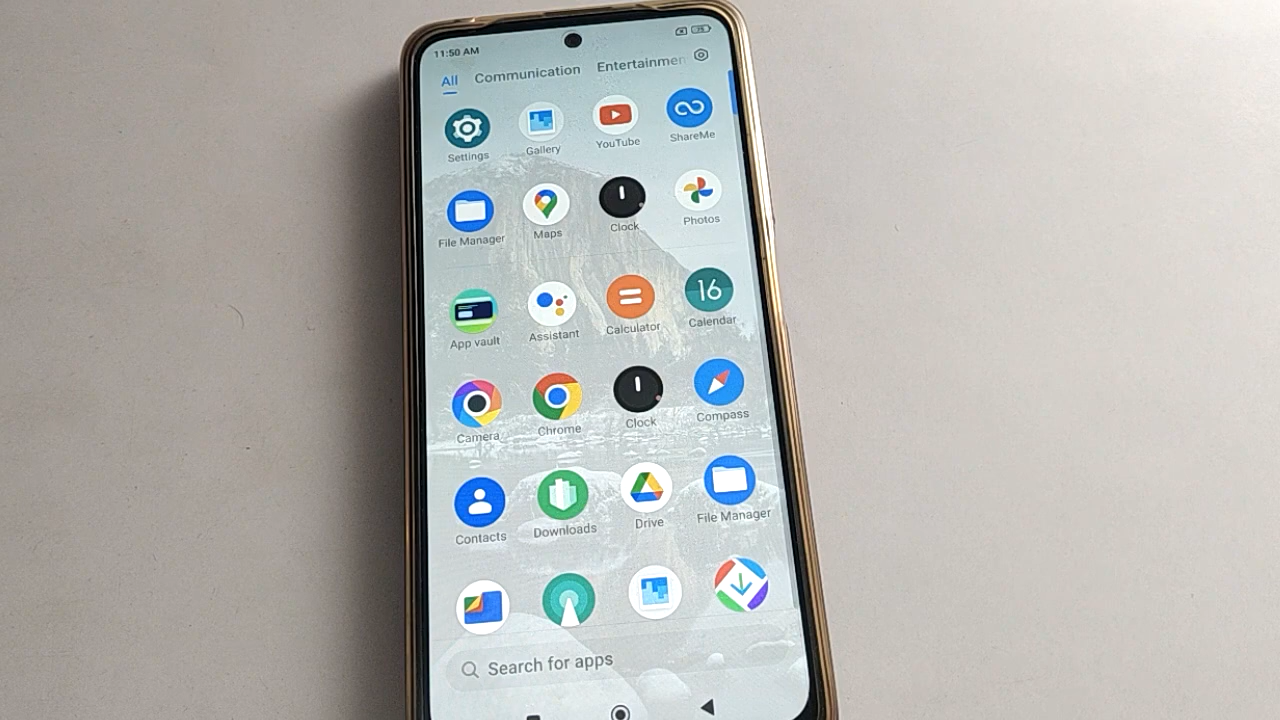 11:50 AM
All Communication Entertainmen
Settings Gallery YouTube ShareMe
File Manager Maps Clock Photos
App vault Assistant Calculator Calendar
16
Camera Chrome Clock Compass
Contacts Downloads Drive File Manager
Search for apps